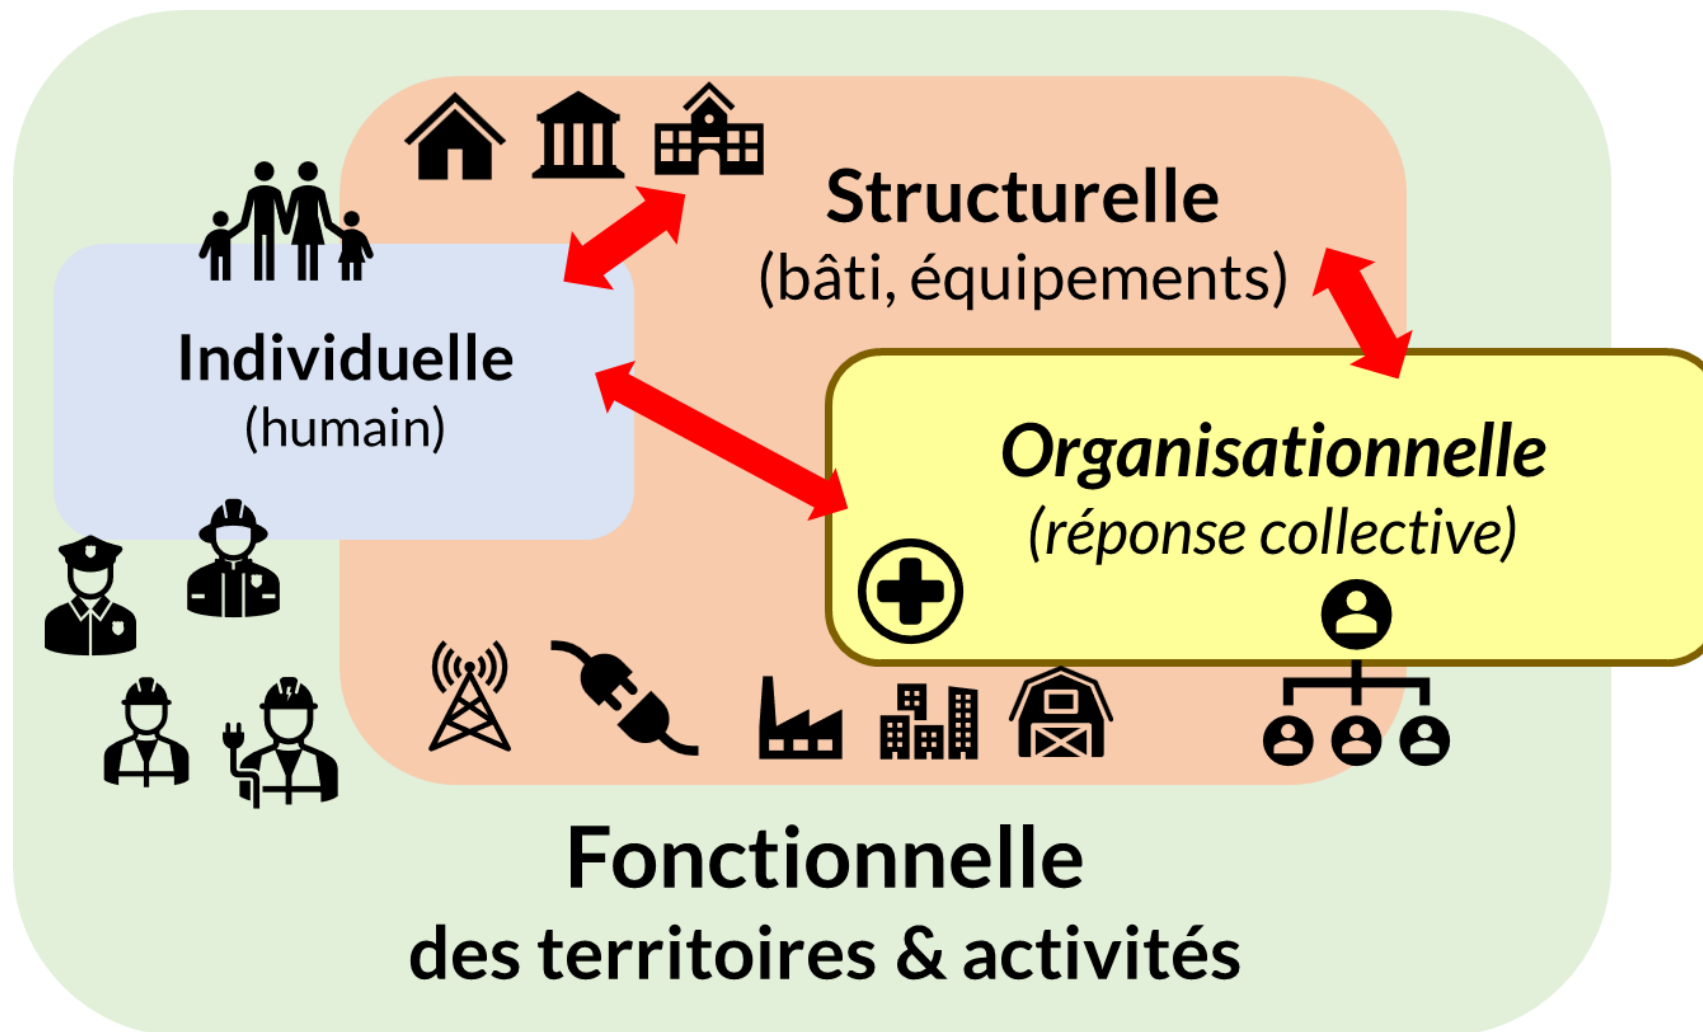 Structurelle
(bâti, équipements)
Individuelle
(humain)
Organisationnelle
(réponse collective)
Fonctionnelle
des territoires & activités